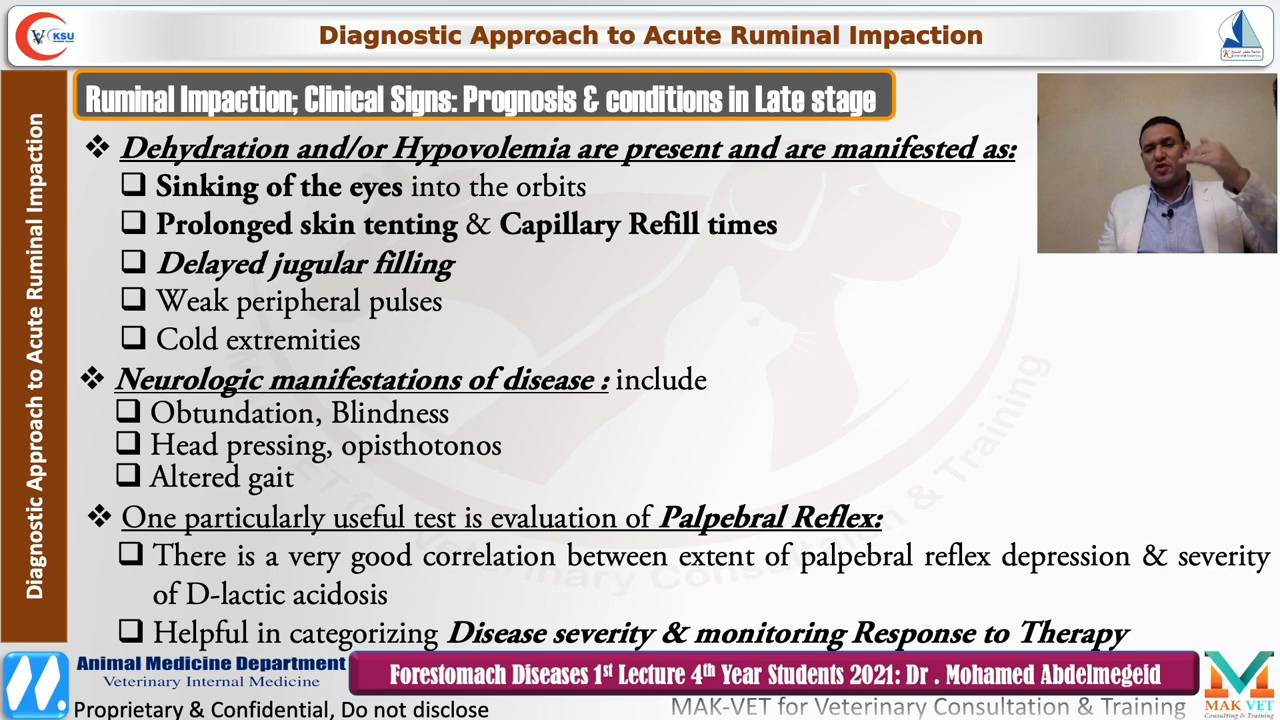 KSU
Diagnostic Approach to Acute Ruminal Impaction
Diagnostic Approach to Acute Ruminal Impaction
Ruminal Impaction; Clinical Signs: Prognosis & conditions in Late stage
❖ Dehydration and/or Hypovolemia are present and are manifested as:
❑ Sinking of the eyes into the orbits
❑ Prolonged skin tenting & Capillary Refill times
❑ Delayed jugular filling
❑ Weak peripheral pulses
❑ Cold extremities
❖ Neurologic manifestations of disease : include
❑ Obtundation, Blindness
❑ Head pressing, opisthotonos
❑ Altered gait
❖ One particularly useful test is evaluation of Palpebral Reflex:
❑ There is a very good correlation between extent of palpebral reflex depression & severity
of D-lactic acidosis
❑ Helpful in categorizing Disease severity & monitoring Response to Therapy
Animal Medicine Department
Veterinary Internal Medicine
Forestomach Diseases 1st Lecture 4th Year Students 2021: Dr . Mohamed Abdelmegeid
MAK VET
Consulting & Training
Proprietary & Confidential, Do not disclose
MAK-VET for Veterinary Consultation & Training